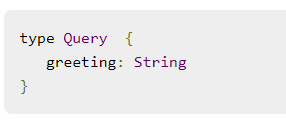 type Query  {
   greeting: String
}